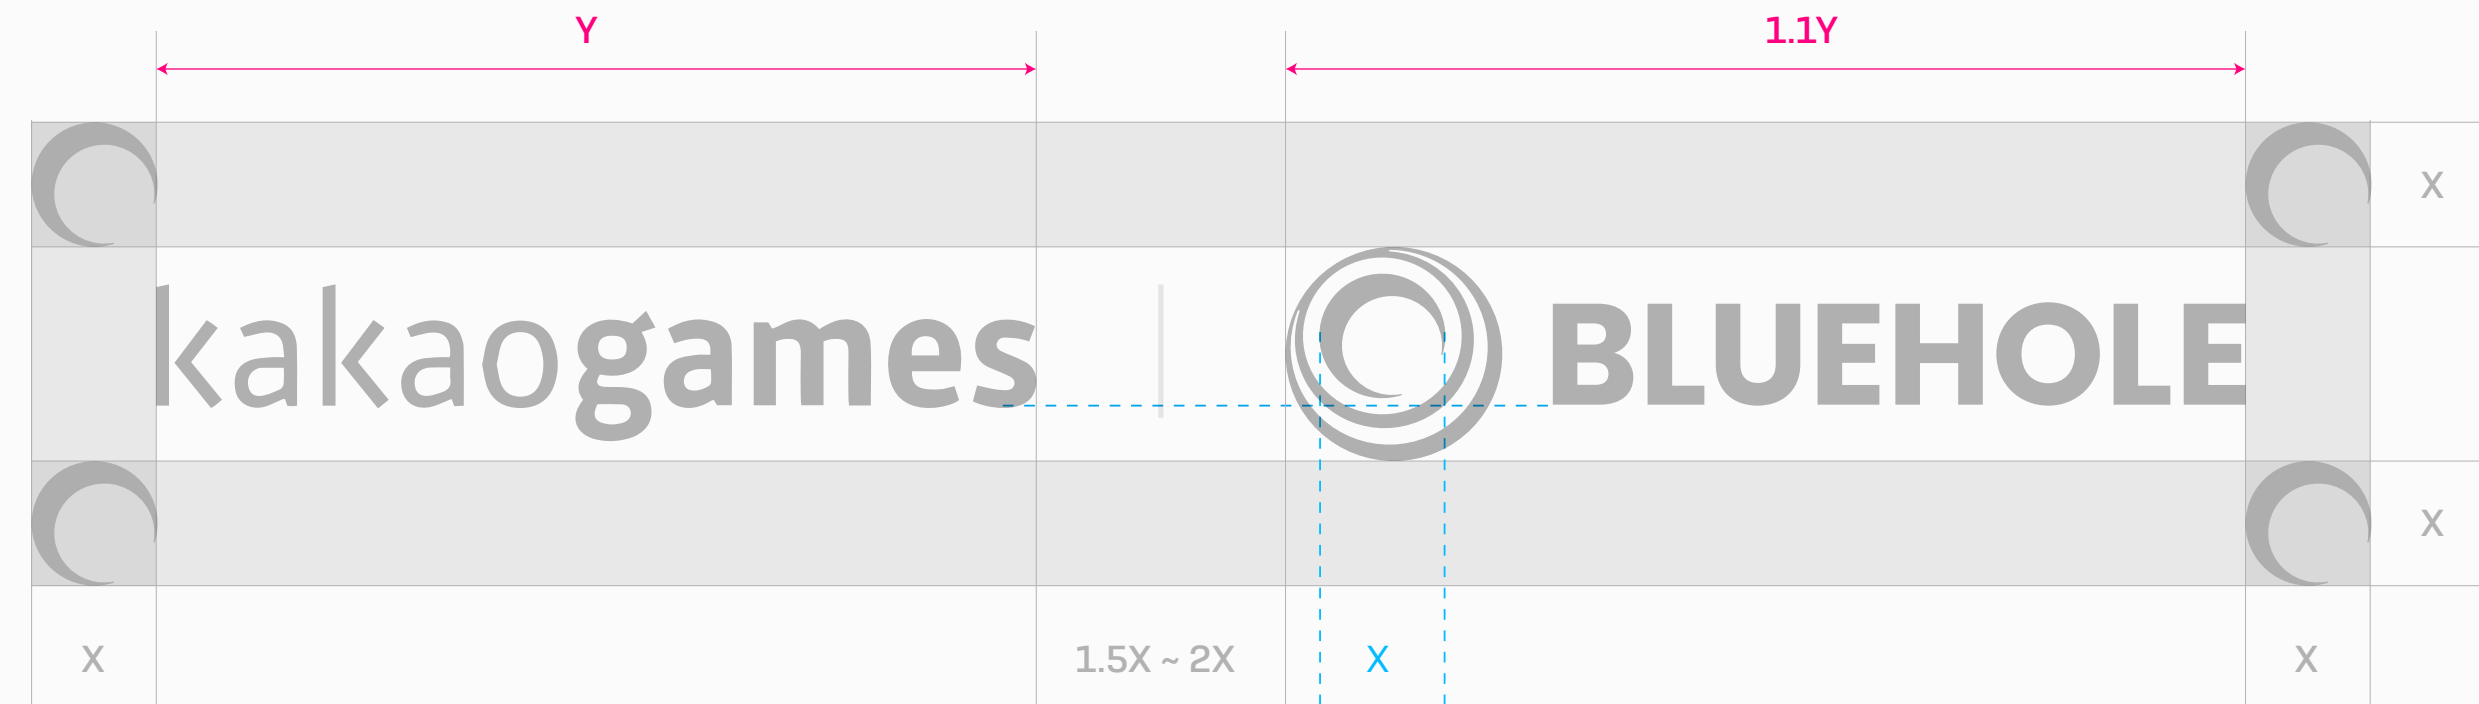 Y
1.1Y
X
kakaogames
BLUEHOLE
X
X
1.5X ~ 2X
X
X